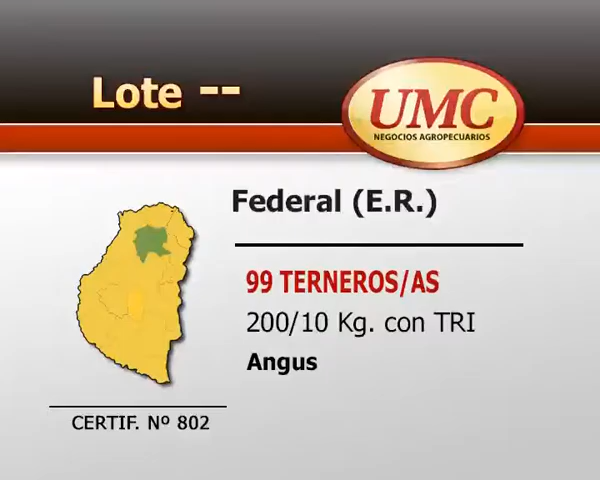 Lote --
UMC
NEGOCIOS AGROPECUARIOS
Federal (E.R.)
99 TERNEROS/AS
200/10 Kg. con TRI
Angus
CERTIF. Nº 802